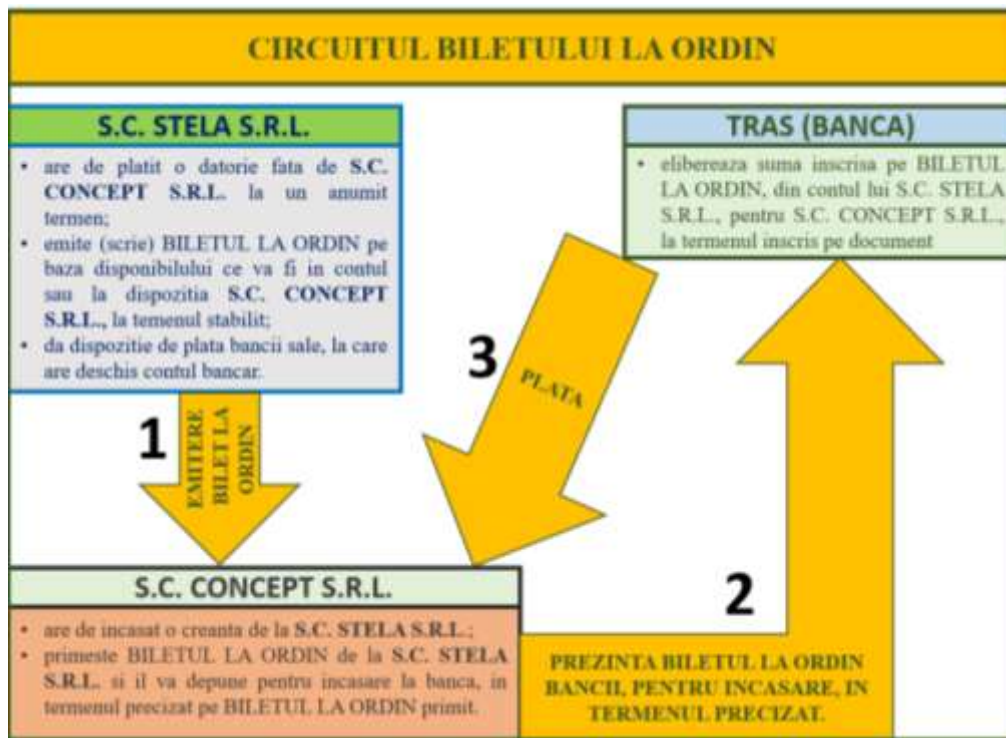 CIRCUITUL BILETULUI LA ORDIN
S.C. STELA S.R.L.
• are de platit o datorie fata de S.C.
CONCEPT S.R.L. la un anumit
termen;
• emite (scrie) BILETUL LA ORDIN pe
baza disponibilului ce va fi in contul
sau la dispozitia S.C. CONCEPT
S.R.L., la temenul stabilit;
• da dispozitie de plata bancii sale, la care
are deschis contul bancar.
TRAS (BANCA)
• elibereaza suma inscrisa pe BILETUL
LA ORDIN, din contul lui S.C. STELA
S.R.L., pentru S.C. CONCEPT S.R.L.,
la termenul inscris pe document
1
EMITERE
BILET LA
ORDIN
3
PLATA
S.C. CONCEPT S.R.L.
• are de incasat o creanta de la S.C. STELA S.R.L.;
• primeste BILETUL LA ORDIN de la S.C. STELA
S.R.L. si il va depune pentru incasare la banca, in
termenul precizat pe BILETUL LA ORDIN primit.
2
PREZINTA BILETUL LA ORDIN
BANCII, PENTRU INCASARE, IN
TERMENUL PRECIZAT.